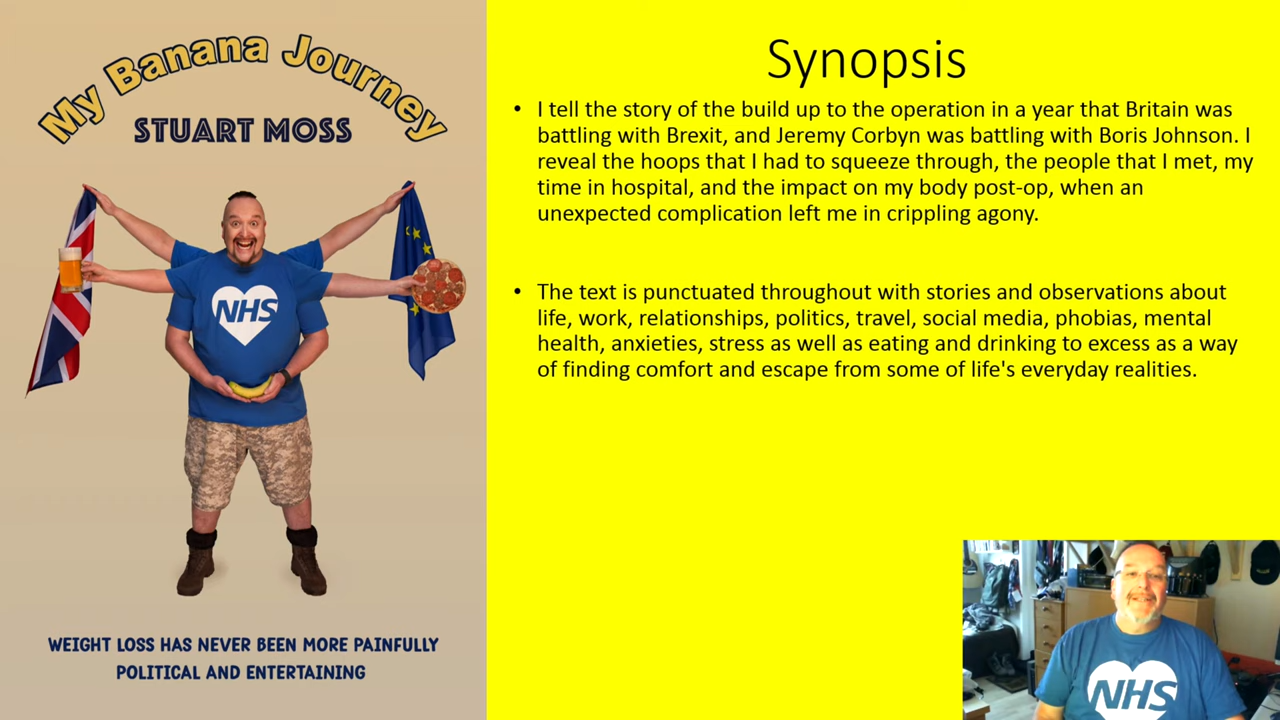 My Banana Journey
STUART MOSS
NHS
WEIGHT LOSS HAS NEVER BEEN MORE PAINFULLY
POLITICAL AND ENTERTAINING
Synopsis
• I tell the story of the build up to the operation in a year that Britain was
battling with Brexit, and Jeremy Corbyn was battling with Boris Johnson. I
reveal the hoops that I had to squeeze through, the people that I met, my
time in hospital, and the impact on my body post-op, when an
unexpected complication left me in crippling agony.
• The text is punctuated throughout with stories and observations about
life, work, relationships, politics, travel, social media, phobias, mental
health, anxieties, stress as well as eating and drinking to excess as a way
of finding comfort and escape from some of life's everyday realities.
NHS